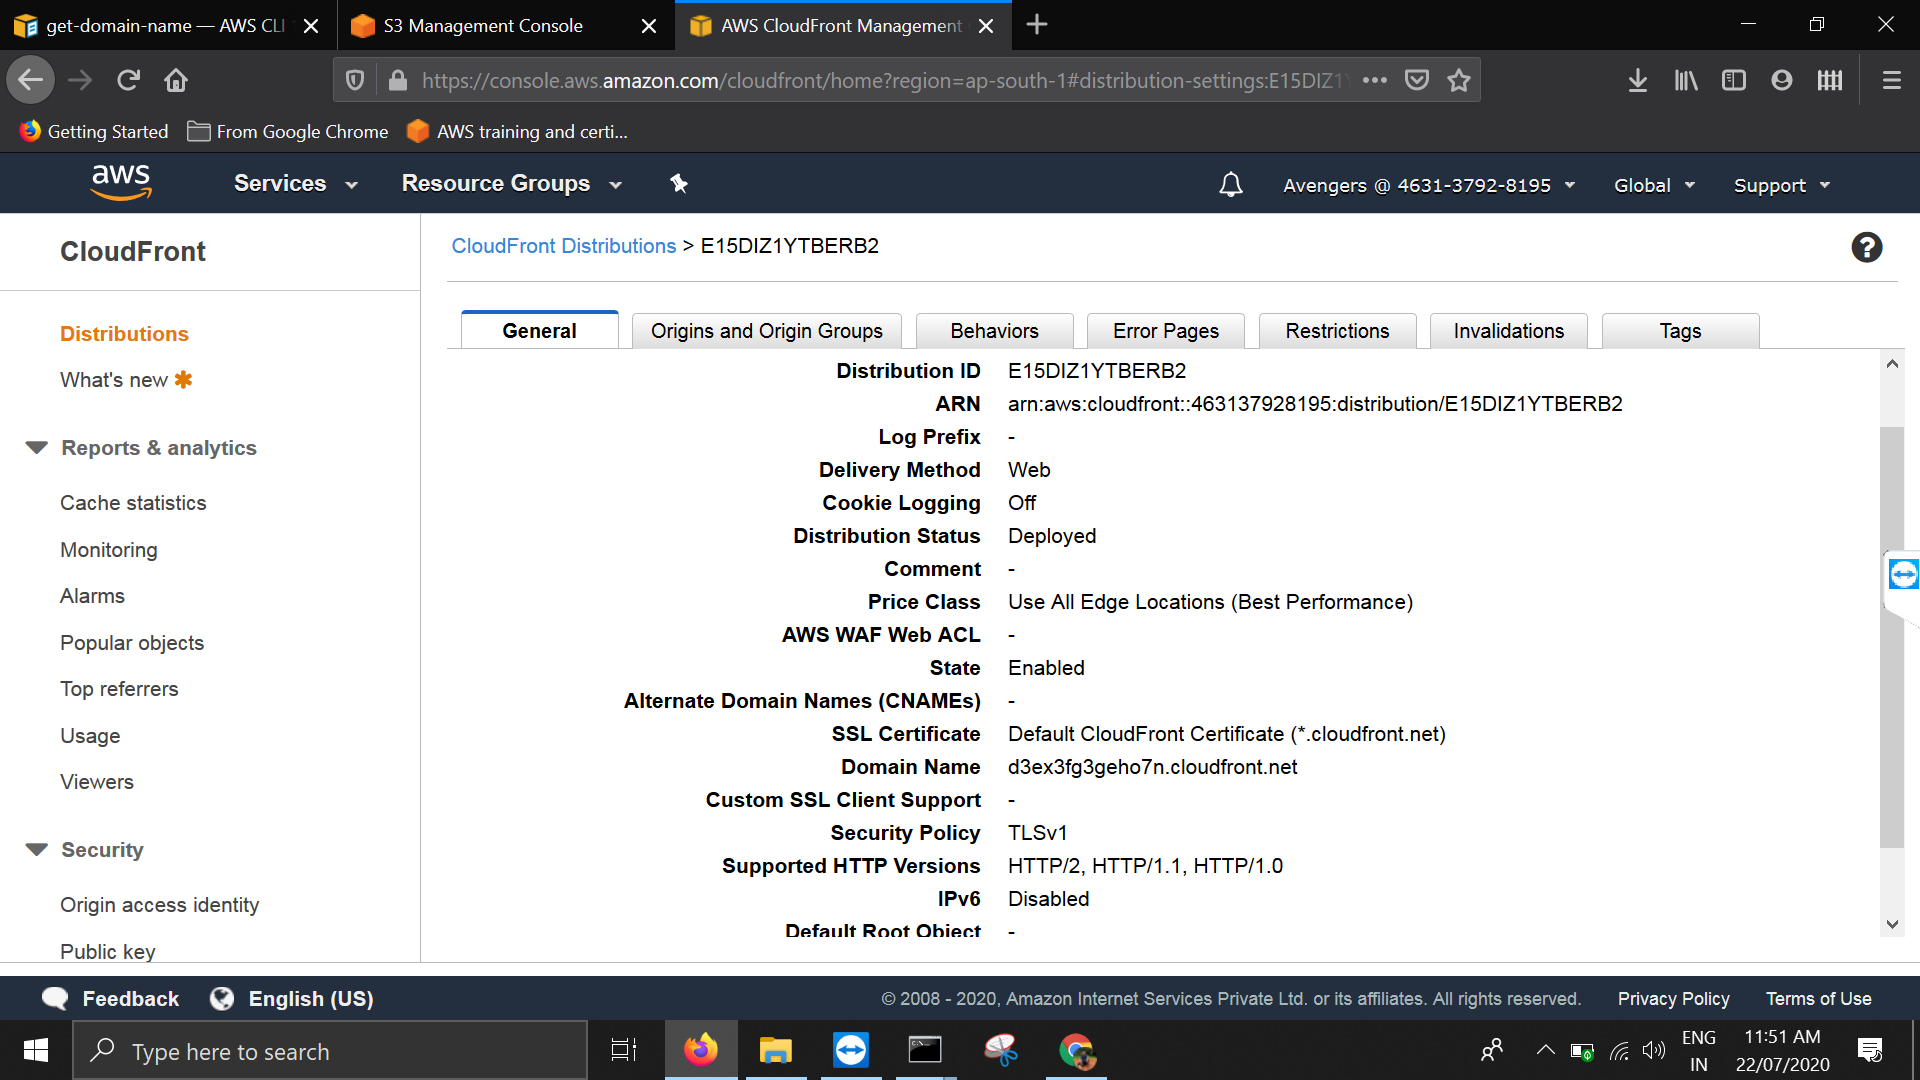 get-domain-name — AWS CLI
S3 Management Console
AWS CloudFront Management
https://console.aws.amazon.com/cloudfront/home?region=ap-south-1#distribution-settings:E15DIZ1Y
Getting Started
From Google Chrome
AWS training and certi...
aws
Services
Resource Groups
Avengers @ 4631-3792-8195
Global
Support
CloudFront
CloudFront Distributions > E15DIZ1YTBERB2
?
Distributions
What's new
Reports & analytics
Cache statistics
Monitoring
Alarms
Popular objects
Top referrers
Usage
Viewers
Security
Origin access identity
Public key
General
Origins and Origin Groups
Behaviors
Error Pages
Restrictions
Invalidations
Tags
Distribution ID E15DIZ1YTBERB2
ARN arn:aws:cloudfront::463137928195:distribution/E15DIZ1YTBERB2
Log Prefix -
Delivery Method Web
Cookie Logging Off
Distribution Status Deployed
Comment -
Price Class Use All Edge Locations (Best Performance)
AWS WAF Web ACL -
State Enabled
Alternate Domain Names (CNAMEs) -
SSL Certificate Default CloudFront Certificate (*.cloudfront.net)
Domain Name d3ex3fg3geho7n.cloudfront.net
Custom SSL Client Support -
Security Policy TLSv1
Supported HTTP Versions HTTP/2, HTTP/1.1, HTTP/1.0
IPv6 Disabled
Default Root Object -
Feedback
English (US)
© 2008 - 2020, Amazon Internet Services Private Ltd. or its affiliates. All rights reserved.
Privacy Policy
Terms of Use
Type here to search
ENG
IN
11:51 AM
22/07/2020